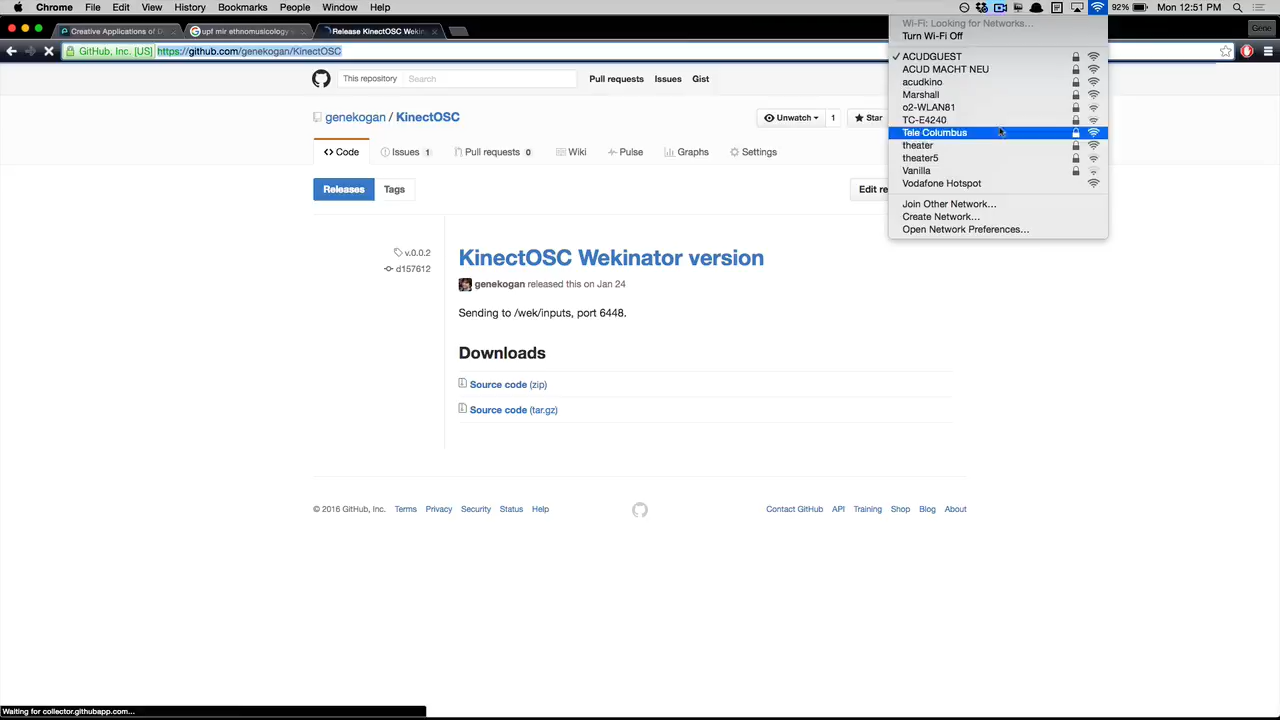 Chrome File Edit View History Bookmarks People Window Help 92% Mon 12:51 PM
Creative Applications of De
upf mir ethnomusicology
Release KinectOSC Wekin
Gene
GitHub, Inc. [US] https://github.com/genekogan/KinectOSC
Wi-Fi: Looking for Networks...
Turn Wi-Fi Off
✓ ACUDGUEST
ACUD MACHT NEU
acudkino
Marshall
o2-WLAN81
TC-E4240
Tele Columbus
theater
theater5
Vanilla
Vodafone Hotspot
Join Other Network...
Create Network...
Open Network Preferences...
This repository Search Pull requests Issues Gist
genekogan / KinectOSC
Unwatch 1 Star
Code Issues 1 Pull requests 0 Wiki Pulse Graphs Settings
Releases Tags
Edit re
v.0.0.2
d157612
KinectOSC Wekinator version
genekogan released this on Jan 24
Sending to /wek/inputs, port 6448.
Downloads
Source code (zip)
Source code (tar.gz)
© 2016 GitHub, Inc. Terms Privacy Security Status Help
Contact GitHub API Training Shop Blog About
Waiting for collector.githubapp.com...